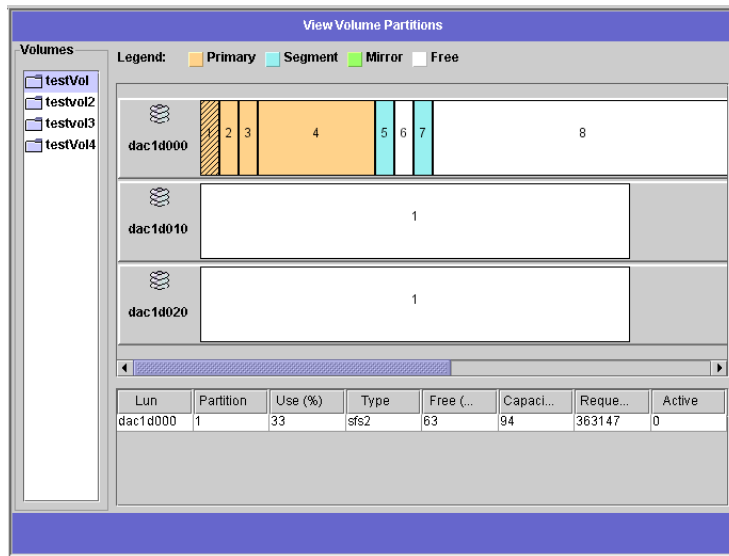 View Volume Partitions
Volumes
testVol
testvol2
testvol3
testVol4
Legend: Primary Segment Mirror Free
dac1d000
1 2 3 4 5 6 7 8
dac1d010
1
dac1d020
1
Lun Partition Use (%) Type Free (... Capaci... Reque... Active
dac1d000 1 33 sfs2 63 94 363147 0